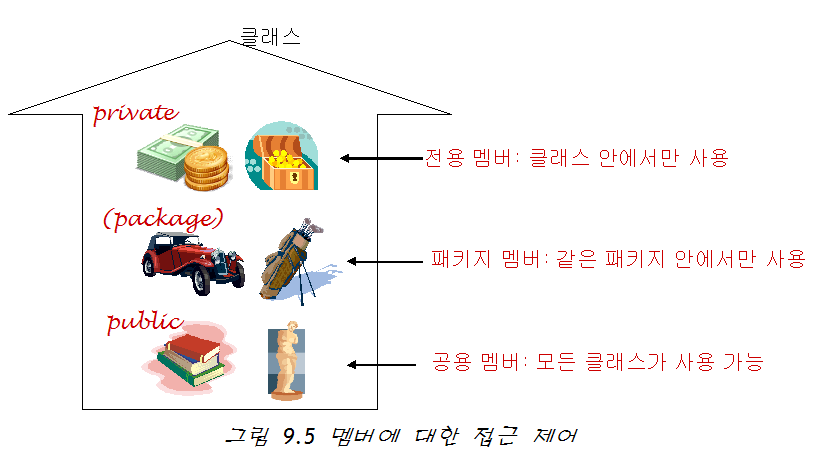 클래스
private
전용 멤버: 클래스 안에서만 사용
(package)
패키지 멤버: 같은 패키지 안에서만 사용
public
공용 멤버: 모든 클래스가 사용 가능
그림 9.5 멤버에 대한 접근 제어